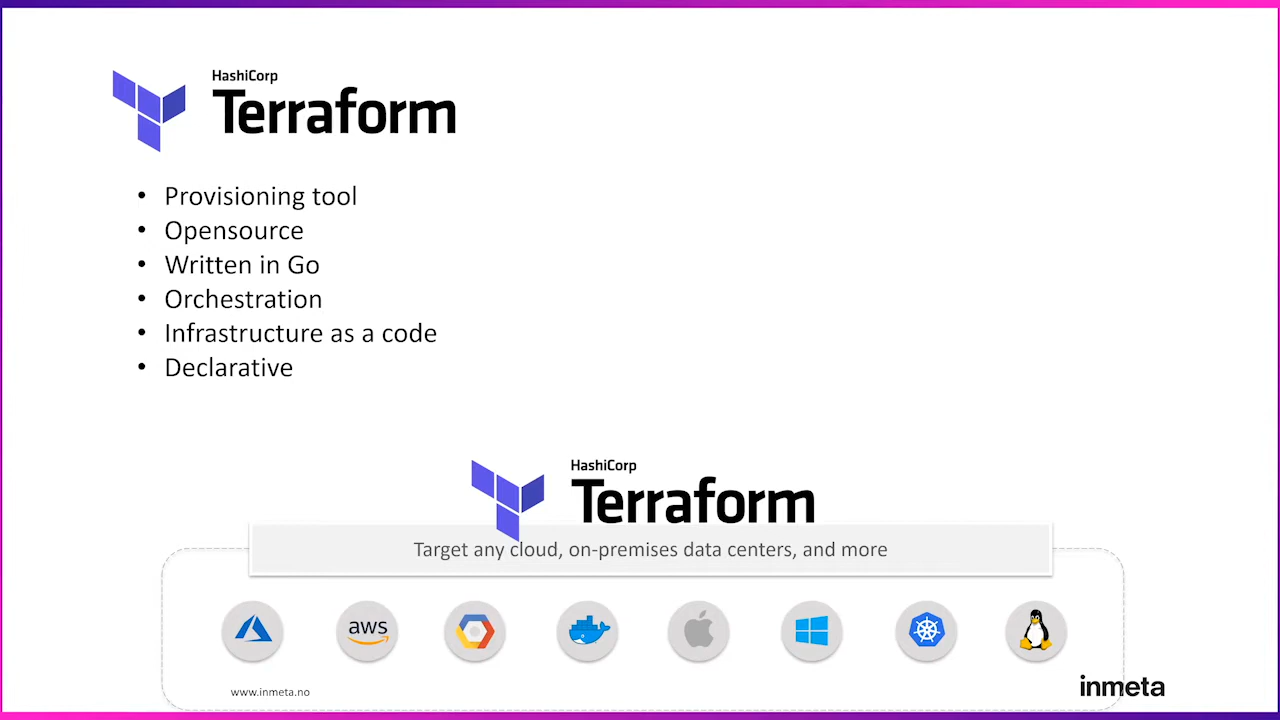 HashiCorp
Terraform
• Provisioning tool
• Opensource
• Written in Go
• Orchestration
• Infrastructure as a code
• Declarative
HashiCorp
Terraform
Target any cloud, on-premises data centers, and more
aws
www.inmeta.no
inmeta